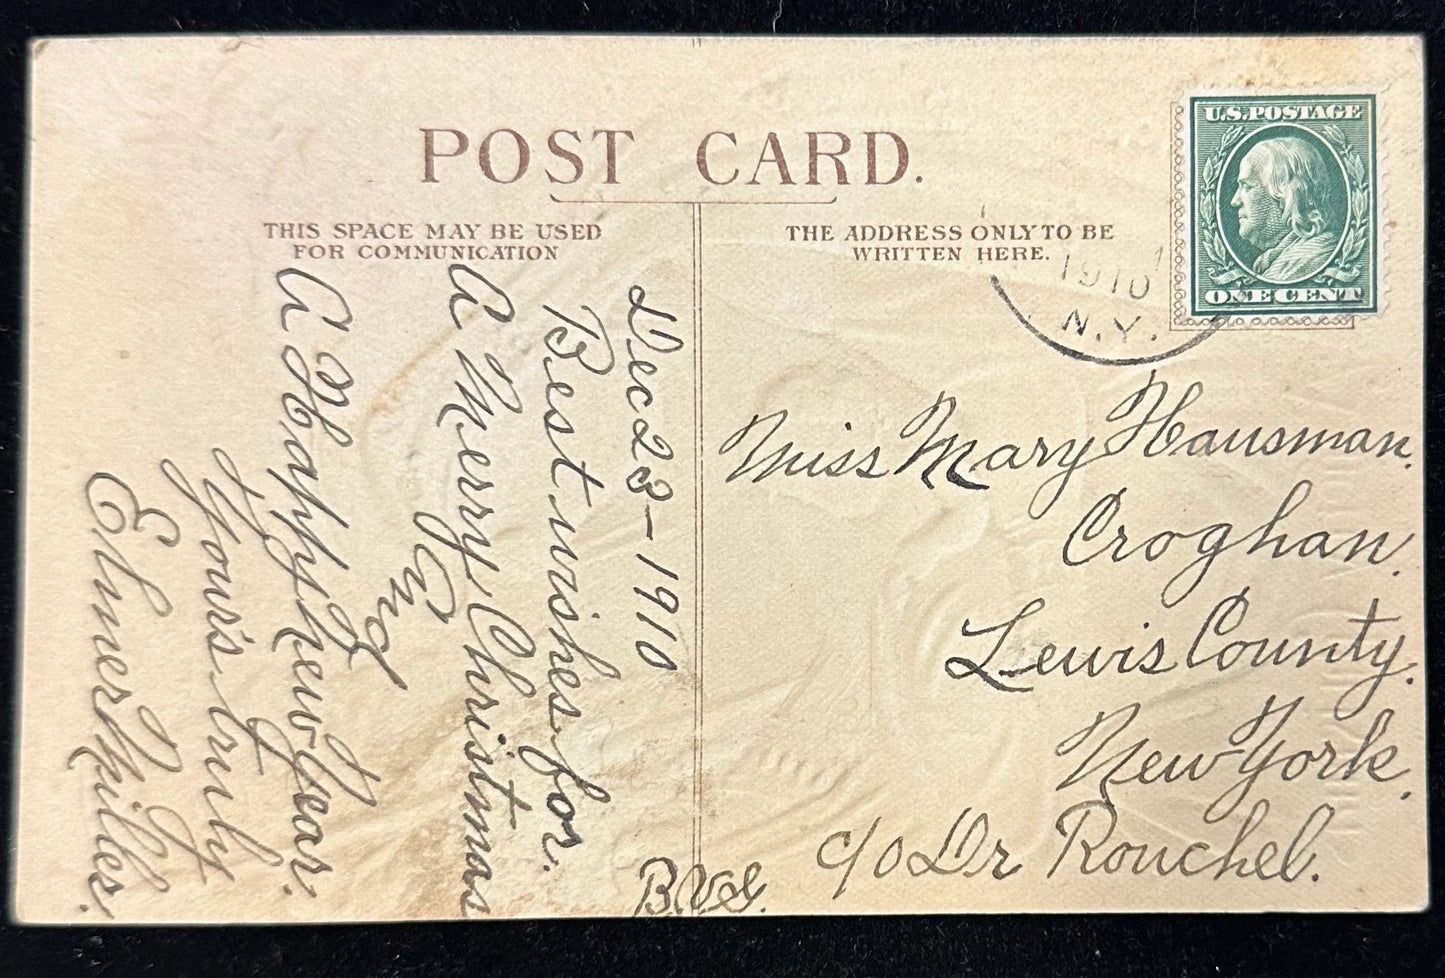 POST CARD.
THIS SPACE MAY BE USED
FOR COMMUNICATION
THE ADDRESS ONLY TO BE
WRITTEN HERE.
U.S.POSTAGE
ONE CENT
1910
N.Y.
Dec 23-1910
Best wishes for.
A Merry Christmas
And
A Happy New Year.
Your's truly
Elmer Miller.
Miss Mary Hausman.
Croghan.
Lewis County.
New York.
c/o Dr Rouchel.